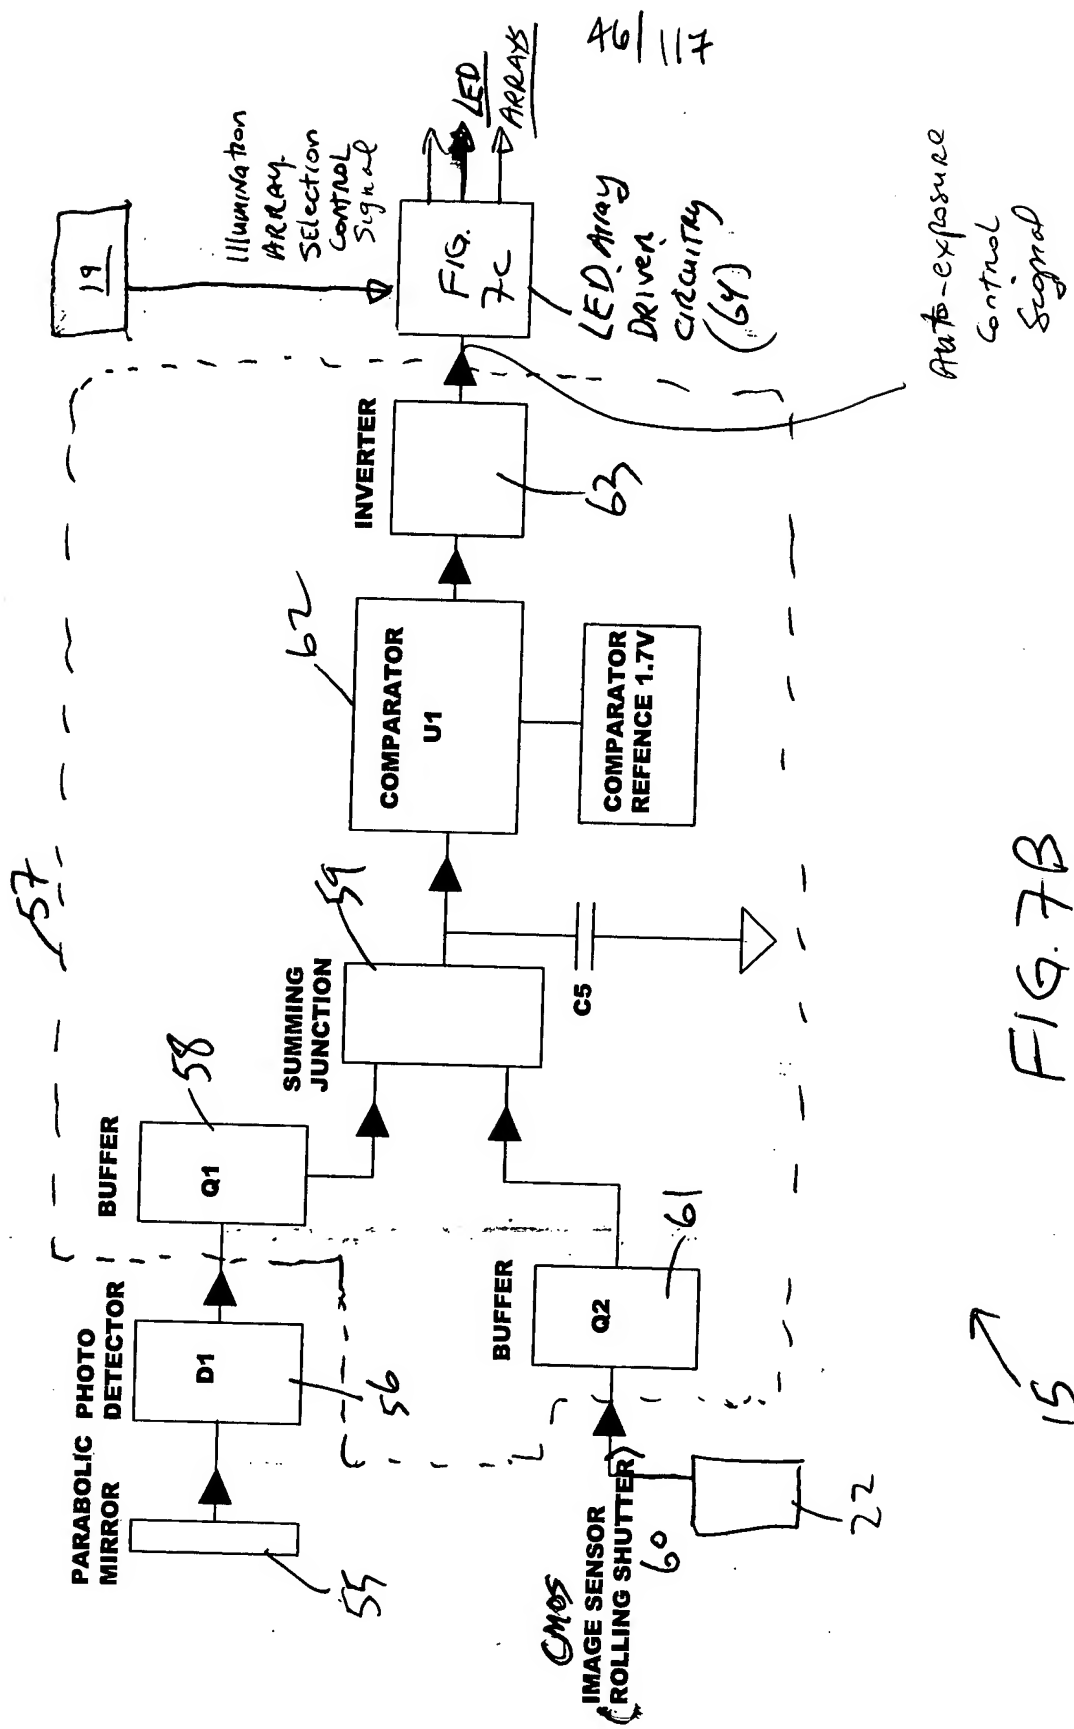 46/117
19
Illumination
ARRAY
Selection
Control
Signal
LED
ARRAYS
FIG.
7C
LED Array
Driver
CIRCUITRY
(64)
Auto-exposure
Control
Signal
57
INVERTER
63
62
COMPARATOR
U1
COMPARATOR
REFENCE 1.7V
59
SUMMING
JUNCTION
C5
58
BUFFER
Q1
BUFFER
Q2
61
PHOTO
DETECTOR
D1
56
PARABOLIC
MIRROR
55
CMOS
IMAGE SENSOR
(ROLLING SHUTTER)
60
22
15
FIG. 7B